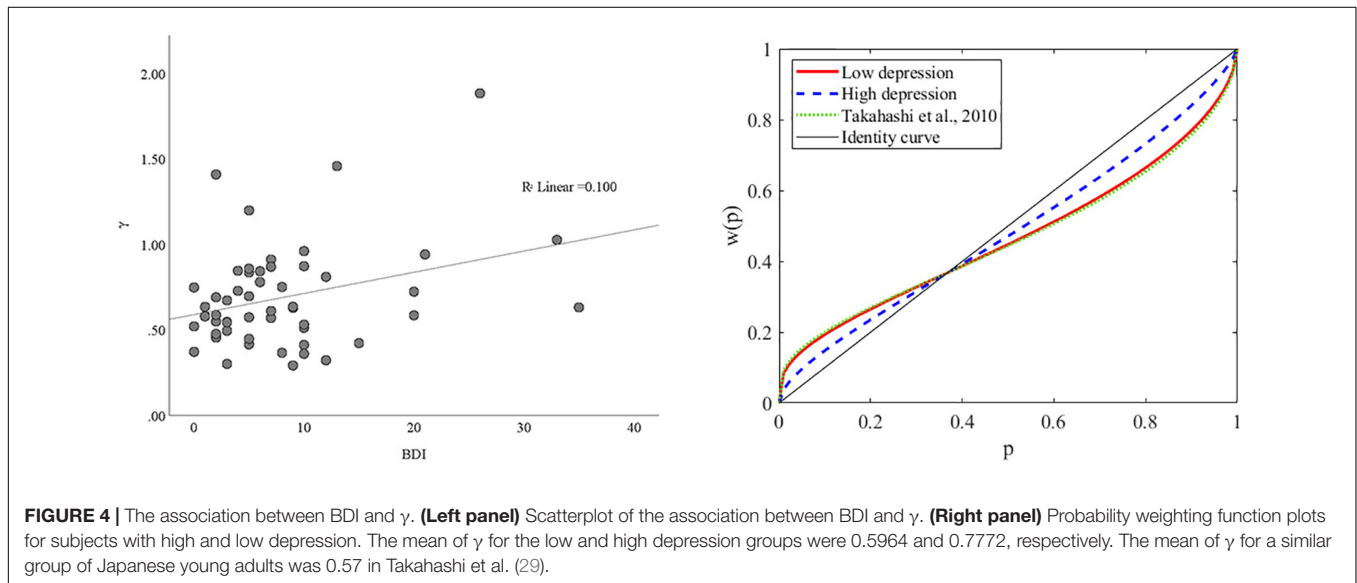 2.00
1.50
1.00
.50
.00
γ
R² Linear =0.100
0 10 20 30 40
BDI
1
0.8
0.6
0.4
0.2
0
w(p)
Low depression
High depression
Takahashi et al., 2010
Identity curve
0 0.2 0.4 0.6 0.8 1
p
FIGURE 4 | The association between BDI and γ. (Left panel) Scatterplot of the association between BDI and γ. (Right panel) Probability weighting function plots
for subjects with high and low depression. The mean of γ for the low and high depression groups were 0.5964 and 0.7772, respectively. The mean of γ for a similar
group of Japanese young adults was 0.57 in Takahashi et al. (29).